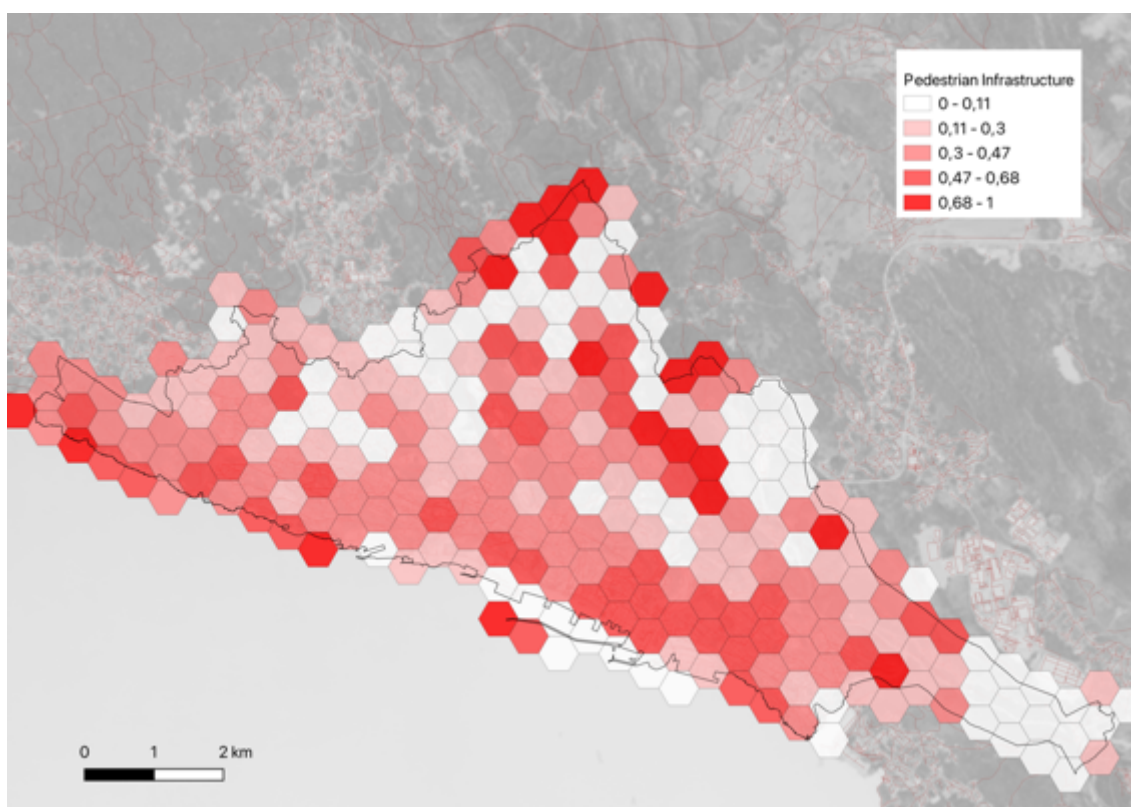 Pedestrian Infrastructure
0 - 0,11
0,11 - 0,3
0,3 - 0,47
0,47 - 0,68
0,68 - 1
0 1 2 km